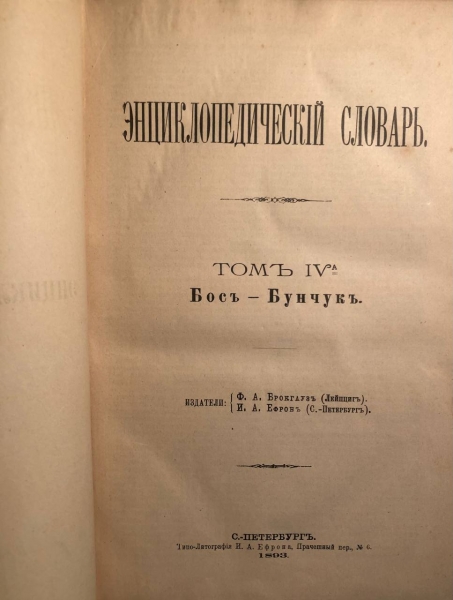 ЭНЦИКЛОПЕДИЧЕСКІЙ СЛОВАРЬ.
ТОМЪ IVᴬ
Босъ – Бунчукъ.
ИЗДАТЕЛИ: { Ф. А. Брокгаузъ (Лейпцигъ).
И. А. Ефронъ (С.-Петербургъ).
С.-ПЕТЕРБУРГЪ.
Типо-Литографія И. А. Ефрона, Прачешный пер., № 6.
1893.